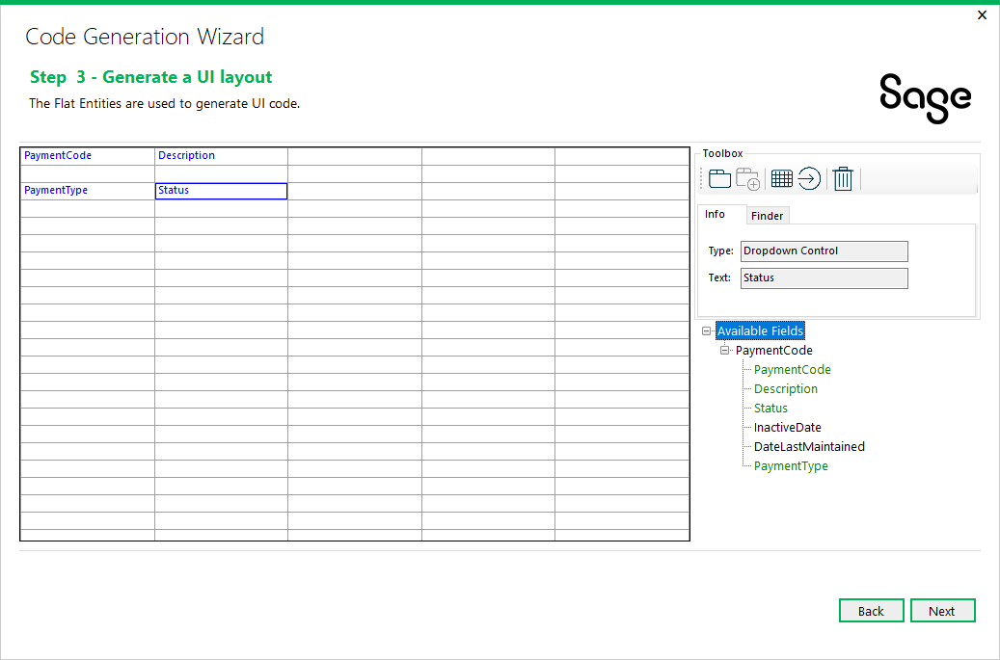 Code Generation Wizard
Step  3 - Generate a UI layout
The Flat Entities are used to generate UI code.
Sage
PaymentCode Description
PaymentType Status
Toolbox
Info Finder
Type: Dropdown Control
Text: Status
Available Fields
PaymentCode
PaymentCode
Description
Status
InactiveDate
DateLastMaintained
PaymentType
Back Next